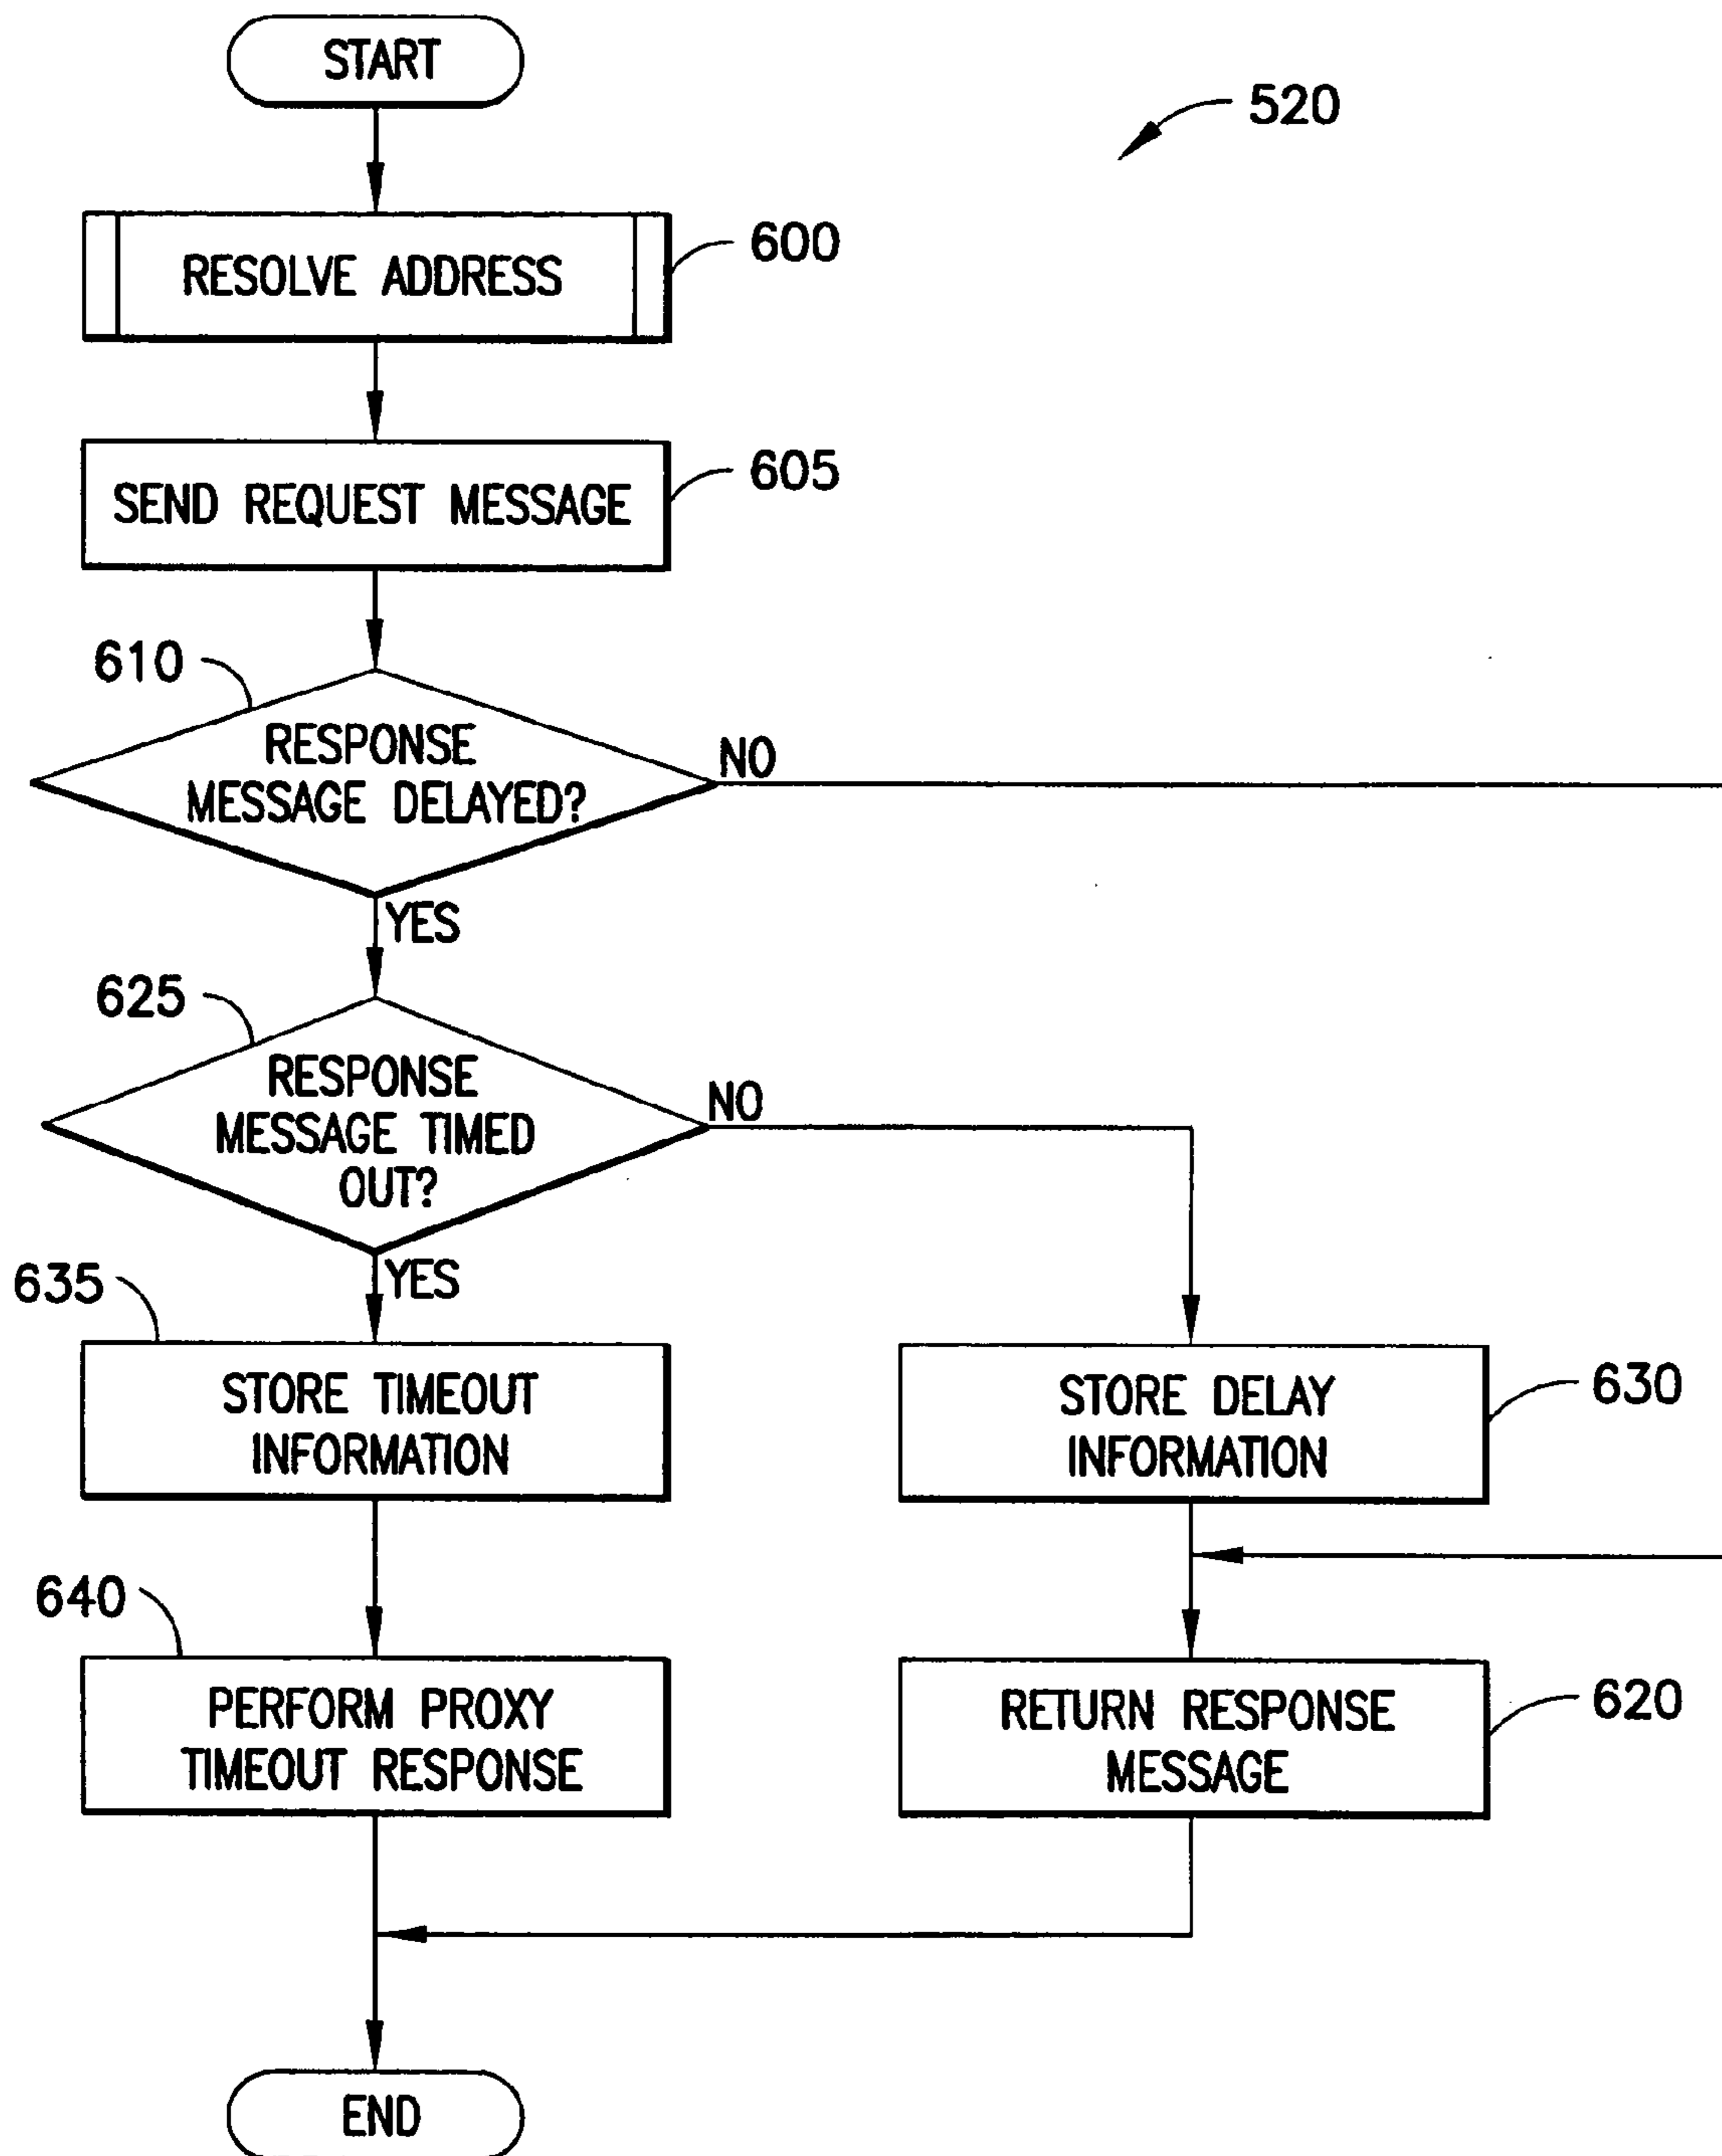 START
520
RESOLVE ADDRESS
600
SEND REQUEST MESSAGE
605
610
RESPONSE
MESSAGE DELAYED?
NO
YES
625
RESPONSE
MESSAGE TIMED
OUT?
NO
YES
635
STORE TIMEOUT
INFORMATION
STORE DELAY
INFORMATION
630
640
PERFORM PROXY
TIMEOUT RESPONSE
RETURN RESPONSE
MESSAGE
620
END